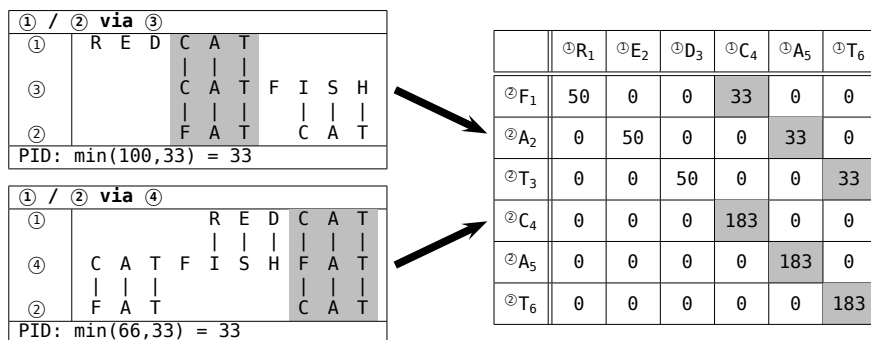 ① / ② via ③
① R E D C A T
| | |
③ C A T F I S H
| | | | | |
② F A T C A T
PID: min(100,33) = 33
① / ② via ④
① R E D C A T
| | | | | |
④ C A T F I S H F A T
| | | | | |
② F A T C A T
PID: min(66,33) = 33
①R1 ①E2 ①D3 ①C4 ①A5 ①T6
②F1 50 0 0 33 0 0
②A2 0 50 0 0 33 0
②T3 0 0 50 0 0 33
②C4 0 0 0 183 0 0
②A5 0 0 0 0 183 0
②T6 0 0 0 0 0 183